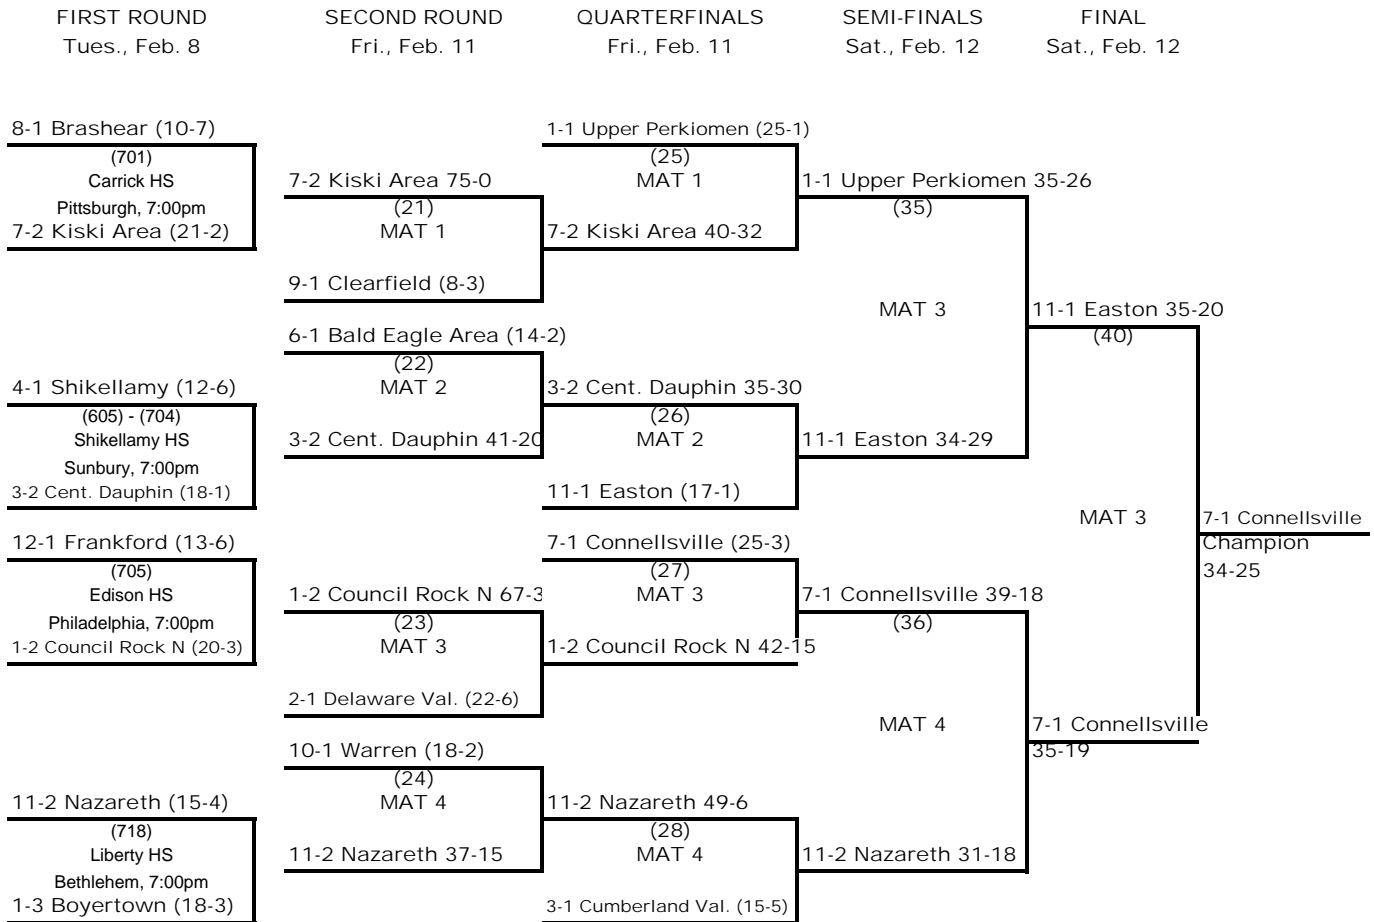 FIRST ROUND
Tues., Feb. 8
SECOND ROUND
Fri., Feb. 11
QUARTERFINALS
Fri., Feb. 11
SEMI-FINALS
Sat., Feb. 12
FINAL
Sat., Feb. 12
8-1 Brashear (10-7)
(701)
Carrick HS
Pittsburgh, 7:00pm
7-2 Kiski Area (21-2)
4-1 Shikellamy (12-6)
(605) - (704)
Shikellamy HS
Sunbury, 7:00pm
3-2 Cent. Dauphin (18-1)
12-1 Frankford (13-6)
(705)
Edison HS
Philadelphia, 7:00pm
1-2 Council Rock N (20-3)
11-2 Nazareth (15-4)
(718)
Liberty HS
Bethlehem, 7:00pm
1-3 Boyertown (18-3)
7-2 Kiski Area 75-0
(21)
MAT 1
9-1 Clearfield (8-3)
6-1 Bald Eagle Area (14-2)
(22)
MAT 2
3-2 Cent. Dauphin 41-20
1-2 Council Rock N 67-3
(23)
MAT 3
2-1 Delaware Val. (22-6)
10-1 Warren (18-2)
(24)
MAT 4
11-2 Nazareth 37-15
1-1 Upper Perkiomen (25-1)
(25)
MAT 1
7-2 Kiski Area 40-32
3-2 Cent. Dauphin 35-30
(26)
MAT 2
11-1 Easton (17-1)
7-1 Connellsville (25-3)
(27)
MAT 3
1-2 Council Rock N 42-15
11-2 Nazareth 49-6
(28)
MAT 4
3-1 Cumberland Val. (15-5)
1-1 Upper Perkiomen 35-26
(35)
MAT 3
11-1 Easton 34-29
7-1 Connellsville 39-18
(36)
MAT 4
11-2 Nazareth 31-18
11-1 Easton 35-20
(40)
MAT 3
7-1 Connellsville
35-19
7-1 Connellsville
Champion
34-25